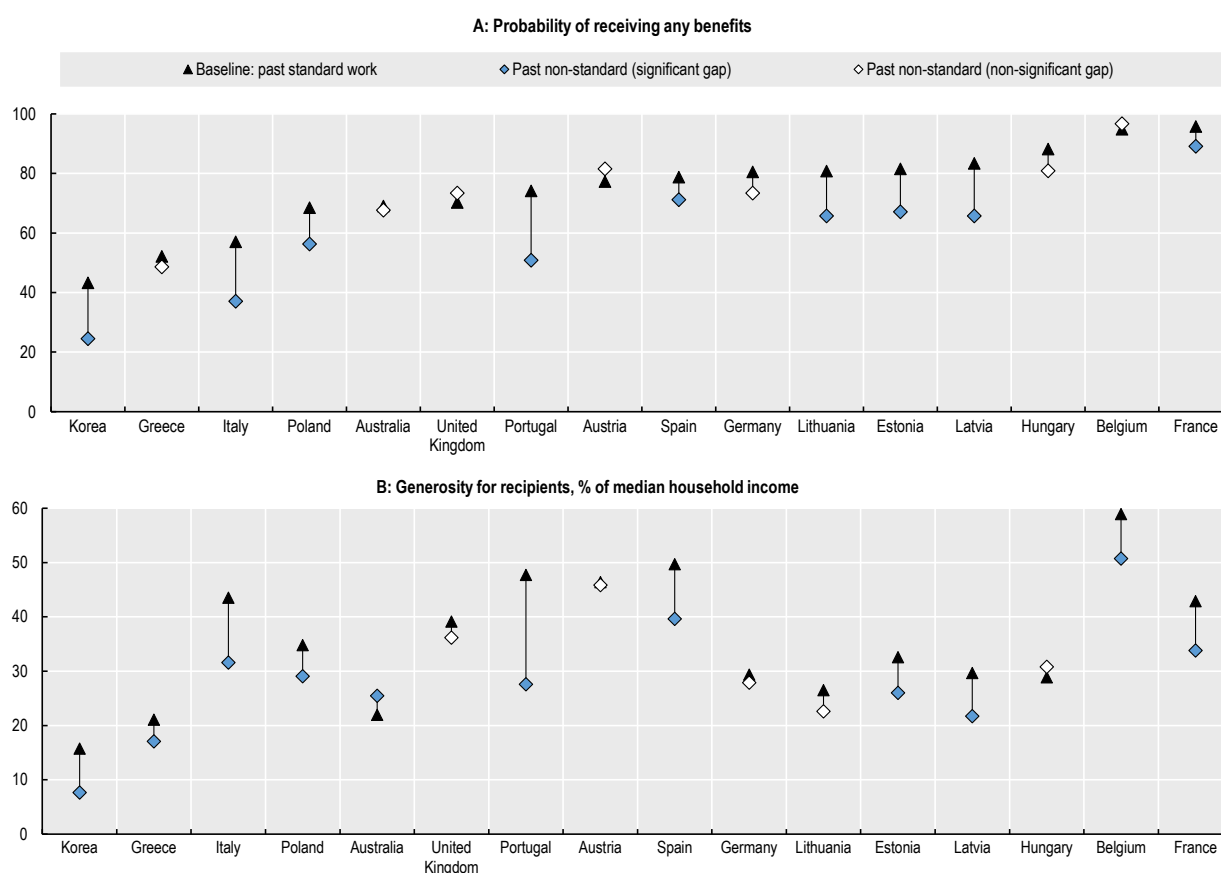 A: Probability of receiving any benefits
Baseline: past standard work Past non-standard (significant gap) Past non-standard (non-significant gap)
100
80
60
40
20
0
Korea Greece Italy Poland Australia United Kingdom Portugal Austria Spain Germany Lithuania Estonia Latvia Hungary Belgium France
B: Generosity for recipients, % of median household income
60
50
40
30
20
10
0
Korea Greece Italy Poland Australia United Kingdom Portugal Austria Spain Germany Lithuania Estonia Latvia Hungary Belgium France